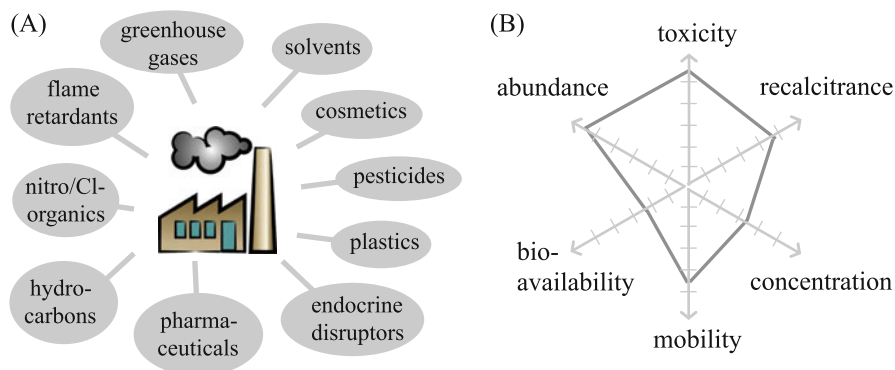 (A)
greenhouse
gases
solvents
flame
retardants
cosmetics
nitro/Cl-
organics
pesticides
plastics
hydro-
carbons
pharma-
ceuticals
endocrine
disruptors
(B)
toxicity
abundance
recalcitrance
bio-
availability
concentration
mobility